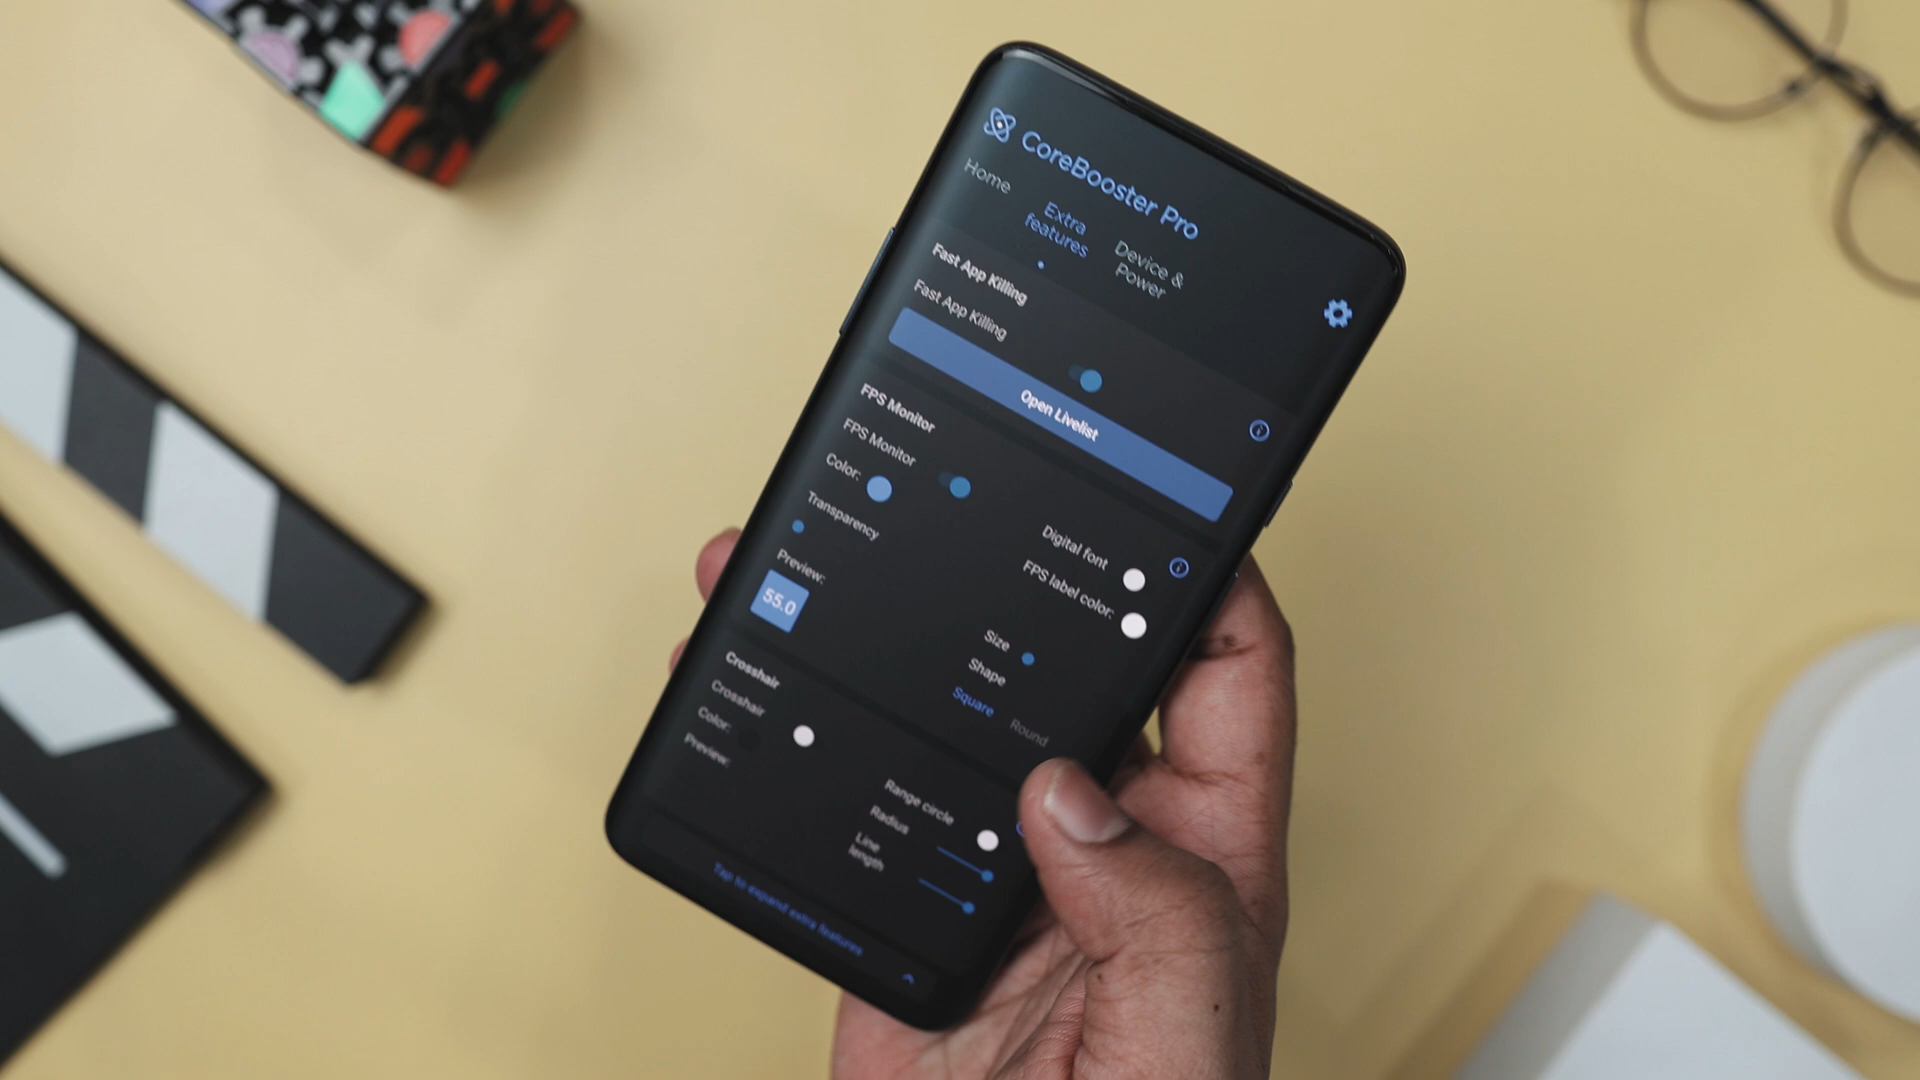 CoreBooster Pro
Home
Extra
features
Device &
Power
Fast App Killing
Fast App Killing
Open Livelist
FPS Monitor
FPS Monitor
Color:
Transparency
Preview:
55.0
Digital font
FPS label color:
Size
Shape
Square
Round
Crosshair
Crosshair
Color:
Preview:
Range circle
Radius
Line
length
Tap to expand extra features